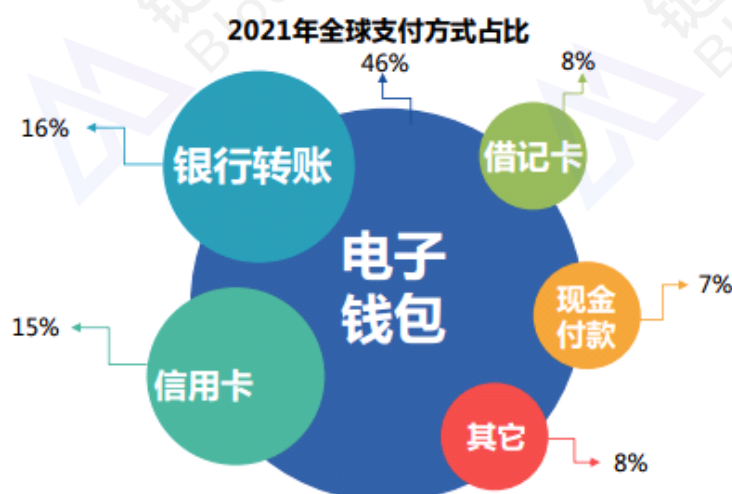 2021年全球支付方式占比
46%
8%
16%
银行转账
借记卡
电子
钱包
7%
现金
付款
15%
信用卡
其它
8%